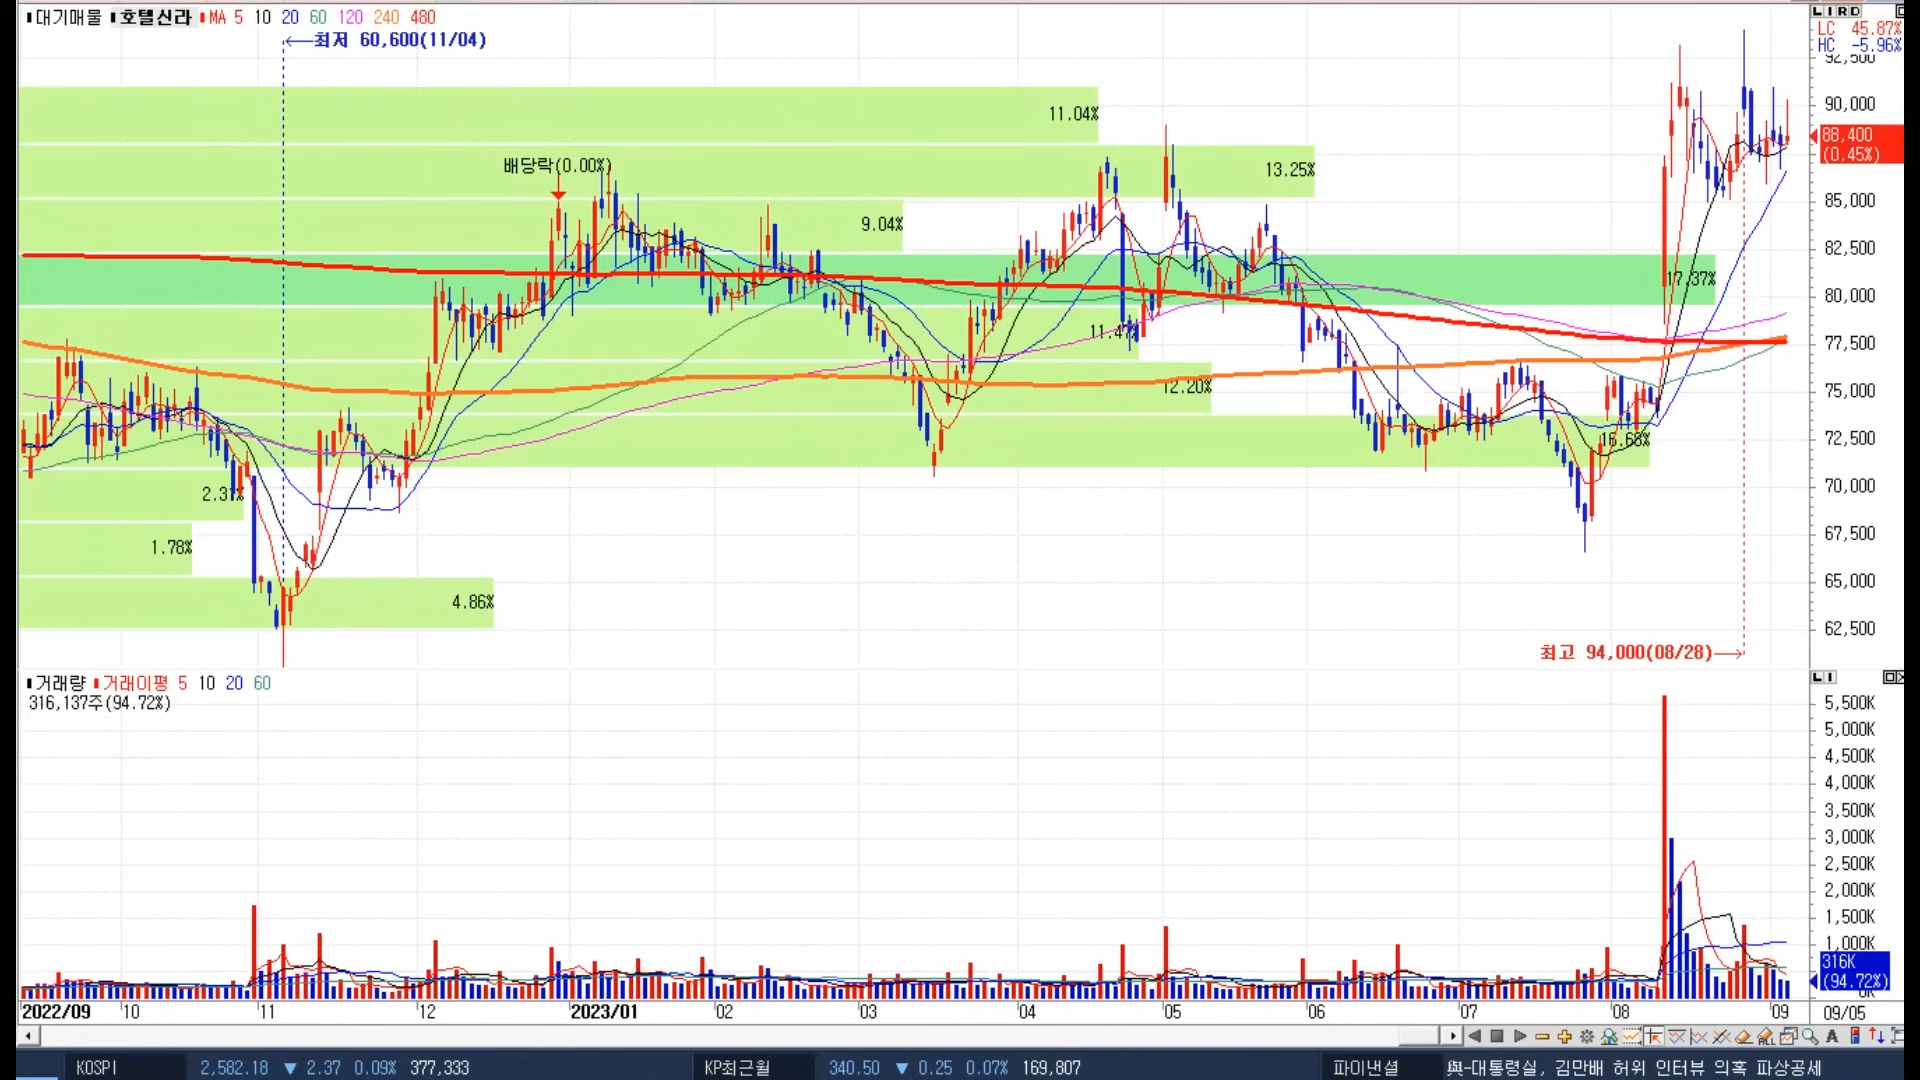 대기매물 호텔신라 MA 5 10 20 60 120 240 480
←최저 60,600(11/04)
LIRD
LC 45.87%
HC -5.96%
92,500
90,000
88,400
(0.45%)
85,000
82,500
80,000
77,500
75,000
72,500
70,000
67,500
65,000
62,500
11.04%
배당락(0.00%)
13.25%
9.04%
17.37%
11.47%
12.20%
16.68%
2.37%
1.78%
4.86%
최고 94,000(08/28)→
거래량 거래이평 5 10 20 60
316,137주(94.72%)
LI
5,500K
5,000K
4,500K
4,000K
3,500K
3,000K
2,500K
2,000K
1,500K
1,000K
316K
(94.72%)
0K
2022/09 10 11 12 2023/01 02 03 04 05 06 07 08 09 09/05
KOSPI 2,582.18 ▼ 2.37 0.09% 377,333 KP최근월 340.50 ▼ 0.25 0.07% 169,807 파이낸셜 與-대통령실, 김만배 허위 인터뷰 의혹 파상공세